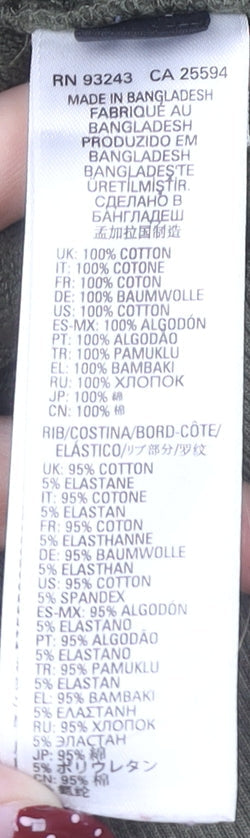 RN 93243 CA 25594
MADE IN BANGLADESH
FABRIQUÉ AU
BANGLADESH
PRODUZIDO EM
BANGLADESH
BANGLADEŞ'TE
ÜRETİLMİŞTİR.
СДЕЛАНО В
БАНГЛАДЕШ
孟加拉国制造
UK: 100% COTTON
IT: 100% COTONE
FR: 100% COTON
DE: 100% BAUMWOLLE
US: 100% COTTON
ES-MX: 100% ALGODÓN
PT: 100% ALGODÃO
TR: 100% PAMUKLU
EL: 100% ΒΑΜΒΑΚΙ
RU: 100% ХЛОПОК
JP: 100% 綿
CN: 100% 棉
RIB/COSTINA/BORD-CÔTE/
ELÁSTICO/リブ部分/罗纹
UK: 95% COTTON
5% ELASTANE
IT: 95% COTONE
5% ELASTAN
FR: 95% COTON
5% ELASTHANNE
DE: 95% BAUMWOLLE
5% ELASTHAN
US: 95% COTTON
5% SPANDEX
ES-MX: 95% ALGODÓN
5% ELASTANO
PT: 95% ALGODÃO
5% ELASTANO
TR: 95% PAMUKLU
5% ELASTAN
EL: 95% ΒΑΜΒΑΚΙ
5% ΕΛΑΣΤΑΝΗ
RU: 95% ХЛОПОК
5% ЭЛАСТАН
JP: 95% 綿
5% ポリウレタン
CN: 95% 棉